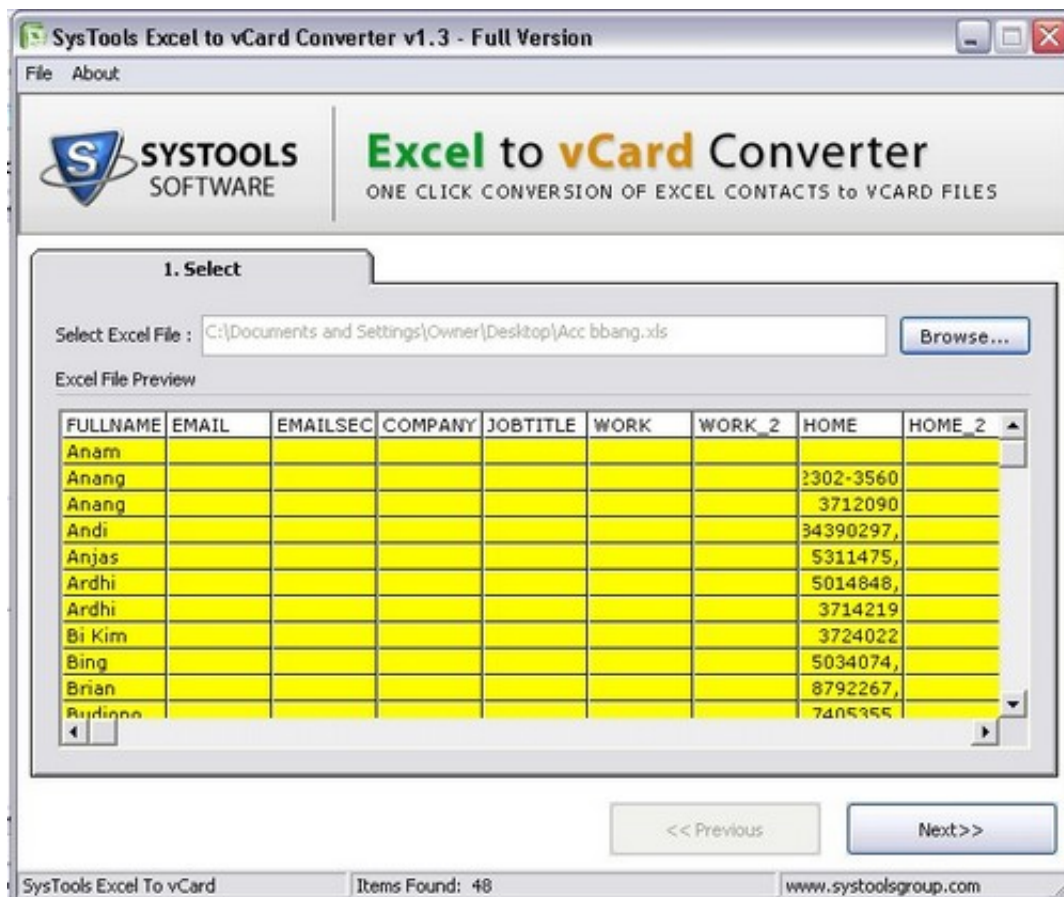 SysTools Excel to vCard Converter v1.3 - Full Version
File About
S SYSTOOLS
SOFTWARE
Excel to vCard Converter
ONE CLICK CONVERSION OF EXCEL CONTACTS to VCARD FILES
1. Select
Select Excel File : C:\Documents and Settings\Owner\Desktop\Acc bbang.xls Browse...
Excel File Preview
FULLNAME EMAIL EMAILSEC COMPANY JOBTITLE WORK WORK_2 HOME HOME_2
Anam
Anang 2302-3560
Anang 3712090
Andi 34390297,
Anjas 5311475,
Ardhi 5014848,
Ardhi 3714219
Bi Kim 3724022
Bing 5034074,
Brian 8792267,
Budiono 7405355
<< Previous Next>>
SysTools Excel To vCard Items Found: 48 www.systoolsgroup.com